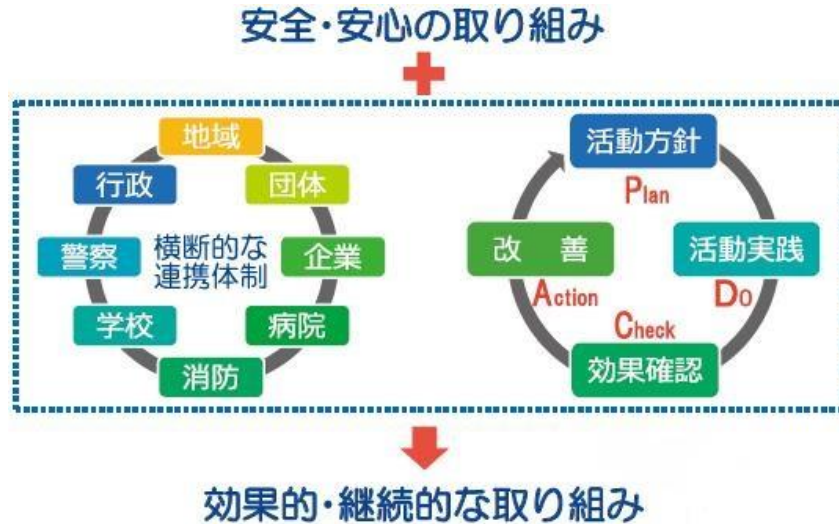 安全・安心の取り組み
地域
行政
団体
警察
横断的な
連携体制
企業
学校
病院
消防
活動方針
Plan
改 善
活動実践
Action
Do
Check
効果確認
効果的・継続的な取り組み